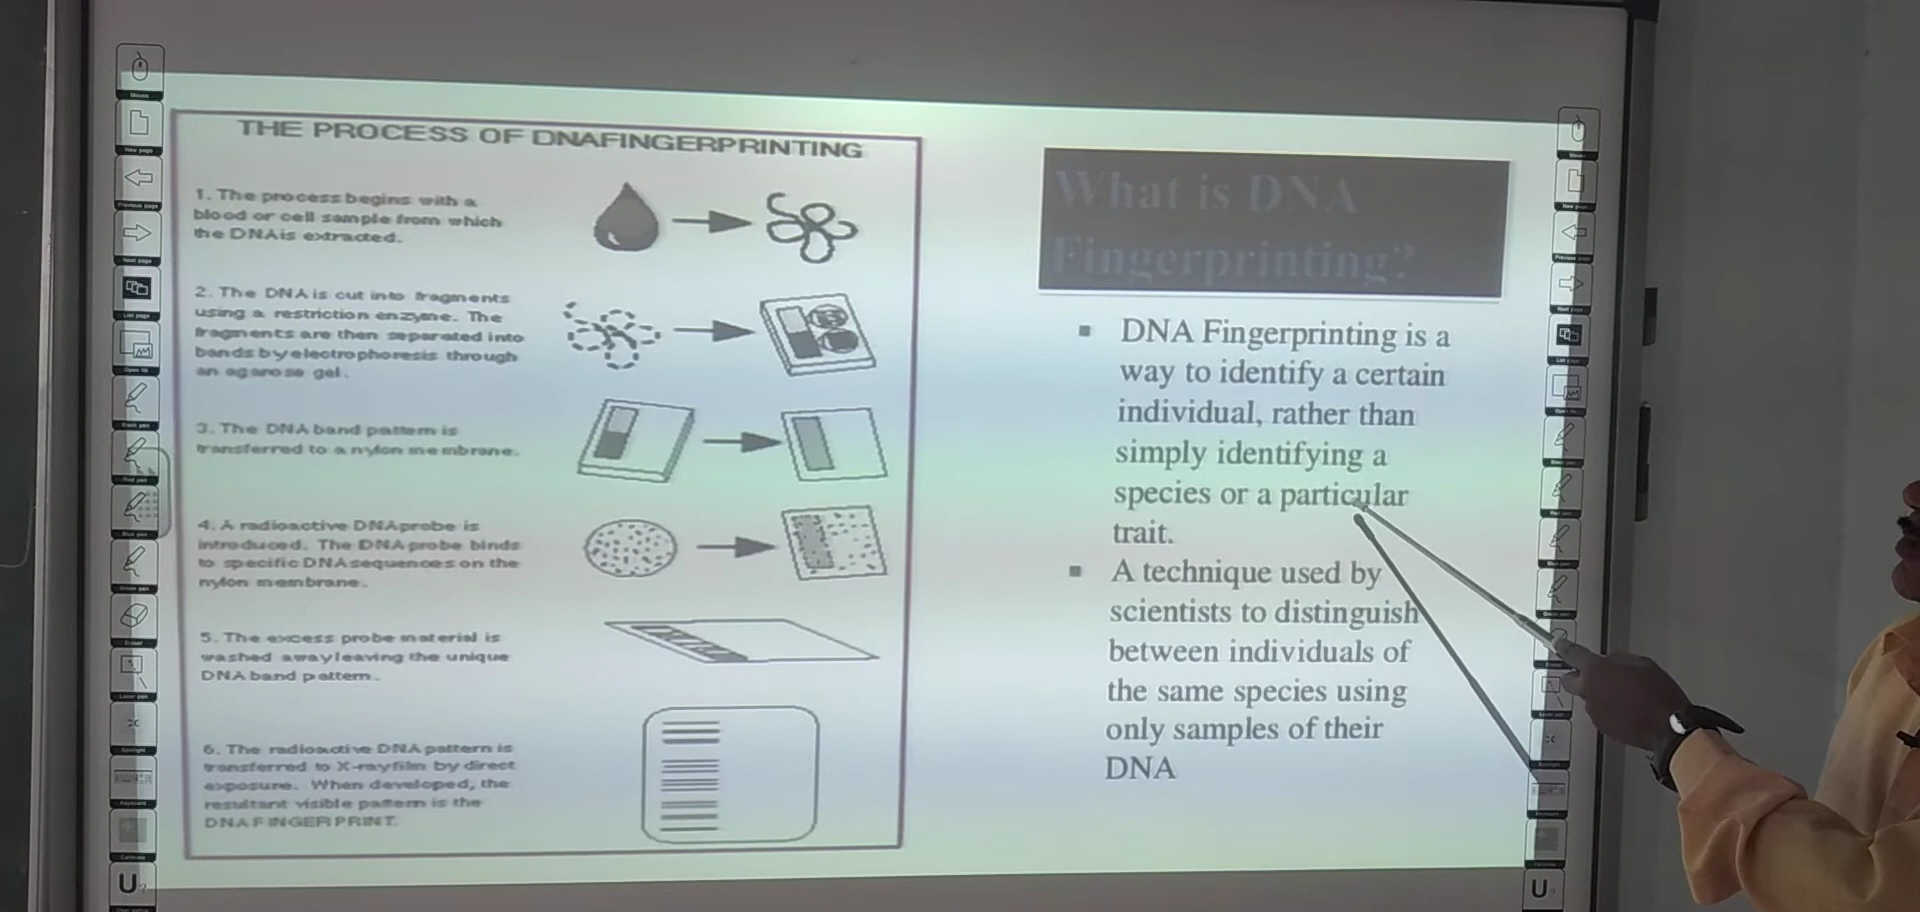 THE PROCESS OF DNAFINGERPRINTING
1. The process begins with a
blood or cell sample from which
the DNA is extracted.
2. The DNA is cut into fragments
using a restriction enzyme. The
fragments are then separated into
bands by electrophoresis through
an agarose gel.
3. The DNA band pattern is
transferred to a nylon membrane.
4. A radioactive DNA probe is
introduced. The DNA probe binds
to specific DNA sequences on the
nylon membrane.
5. The excess probe material is
washed away leaving the unique
DNA band pattern.
6. The radioactive DNA pattern is
transferred to X-ray film by direct
exposure. When developed, the
resultant visible pattern is the
DNA FINGERPRINT.
What is DNA
Fingerprinting?
▪ DNA Fingerprinting is a
way to identify a certain
individual, rather than
simply identifying a
species or a particular
trait.
▪ A technique used by
scientists to distinguish
between individuals of
the same species using
only samples of their
DNA
Mouse
New page
Previous page
Next page
U
U